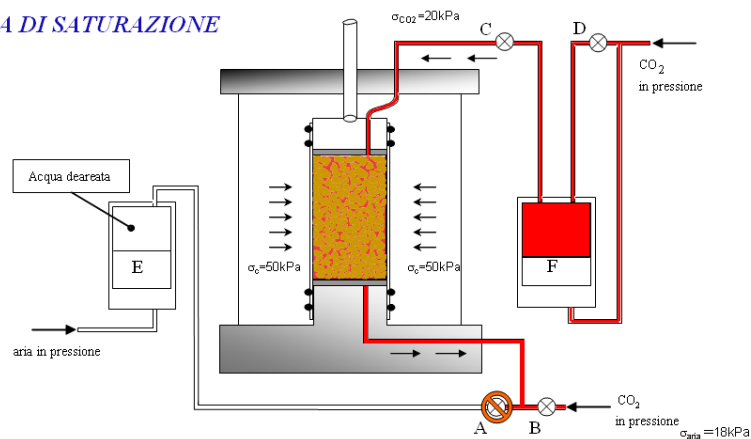 A DI SATURAZIONE
σCO2=20kPa
C
D
CO2
in pressione
Acqua deareata
E
F
σc=50kPa
σc=50kPa
aria in pressione
A
B
CO2
in pressione
σaria=18kPa